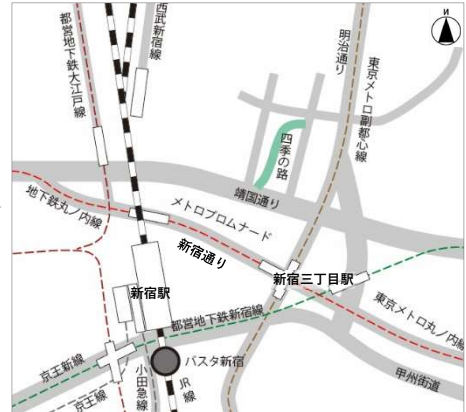 N
西武新宿線
都営地下鉄大江戸線
明治通り
東京メトロ副都心線
四季の路
靖国通り
地下鉄丸ノ内線
メトロプロムナード
新宿通り
新宿駅
新宿三丁目駅
都営地下鉄新宿線
東京メトロ丸ノ内線
バスタ新宿
京王新線
京王線
小田急線
JR線
甲州街道